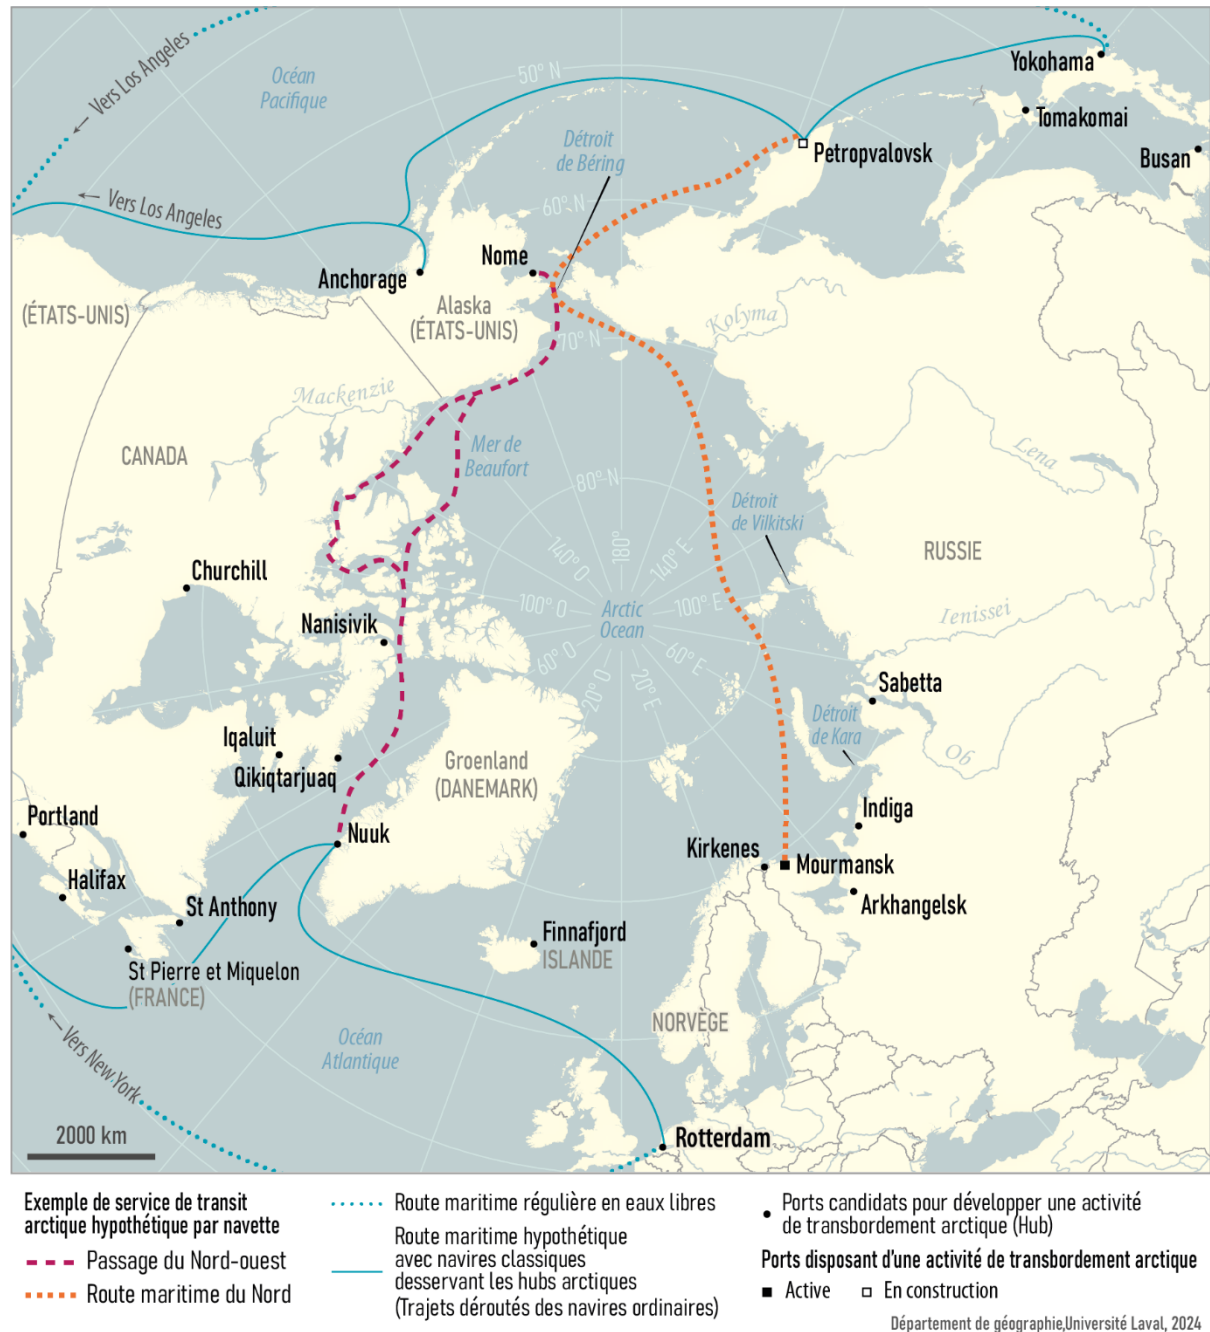 Vers Los Angeles
Océan
Pacifique
50° N
Yokohama
Tomakomai
Busan
Détroit
de Béring
Petropvalovsk
Vers Los Angeles
60° N
Nome
Anchorage
Alaska
(ÉTATS-UNIS)
(ÉTATS-UNIS)
Kolyma
70° N
Mackenzie
CANADA
Mer de
Beaufort
Lena
80° N
Détroit
de Vilkitski
RUSSIE
140° O
180°
140° E
Churchill
100° O
100° E
Arctic
Ocean
Ienissei
Nanisivik
60° O
20° O
20° E
60° E
Sabetta
Détroit
de Kara
Ob
Iqaluit
Qikiqtarjuaq
Groenland
(DANEMARK)
Portland
Nuuk
Indiga
Kirkenes
Mourmansk
Halifax
St Anthony
Arkhangelsk
Finnafjord
ISLANDE
St Pierre et Miquelon
(FRANCE)
NORVÈGE
Vers New York
Océan
Atlantique
2000 km
Rotterdam
Exemple de service de transit
arctique hypothétique par navette
Passage du Nord-ouest
Route maritime du Nord
Route maritime régulière en eaux libres
Route maritime hypothétique
avec navires classiques
desservant les hubs arctiques
(Trajets déroutés des navires ordinaires)
Ports candidats pour développer une activité
de transbordement arctique (Hub)
Ports disposant d'une activité de transbordement arctique
Active
En construction
Département de géographie,Université Laval, 2024